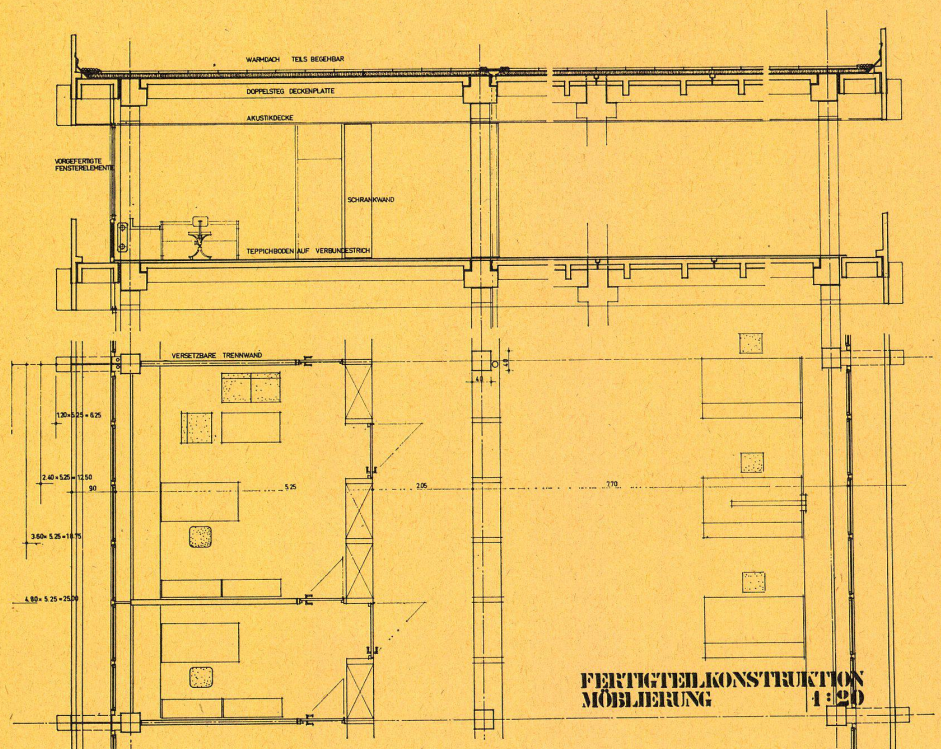 WARMDACH TEILS BEGEHBAR
DOPPELSTEG DECKENPLATTE
AKUSTIKDECKE
VORGEFERTIGTE
FENSTERELEMENTE
SCHRANKWAND
TEPPICHBODEN AUF VERBUNDESTRICH
VERSETZBARE TRENNWAND
40
40
1.20 × 5.25 = 6.25
2.40 × 5.25 = 12.50
90
5.25
2.05
7.70
3.60 × 5.25 = 18.75
4.80 × 5.25 = 25.00
FERTIGTEILKONSTRUKTION
MÖBLIERUNG 1:20